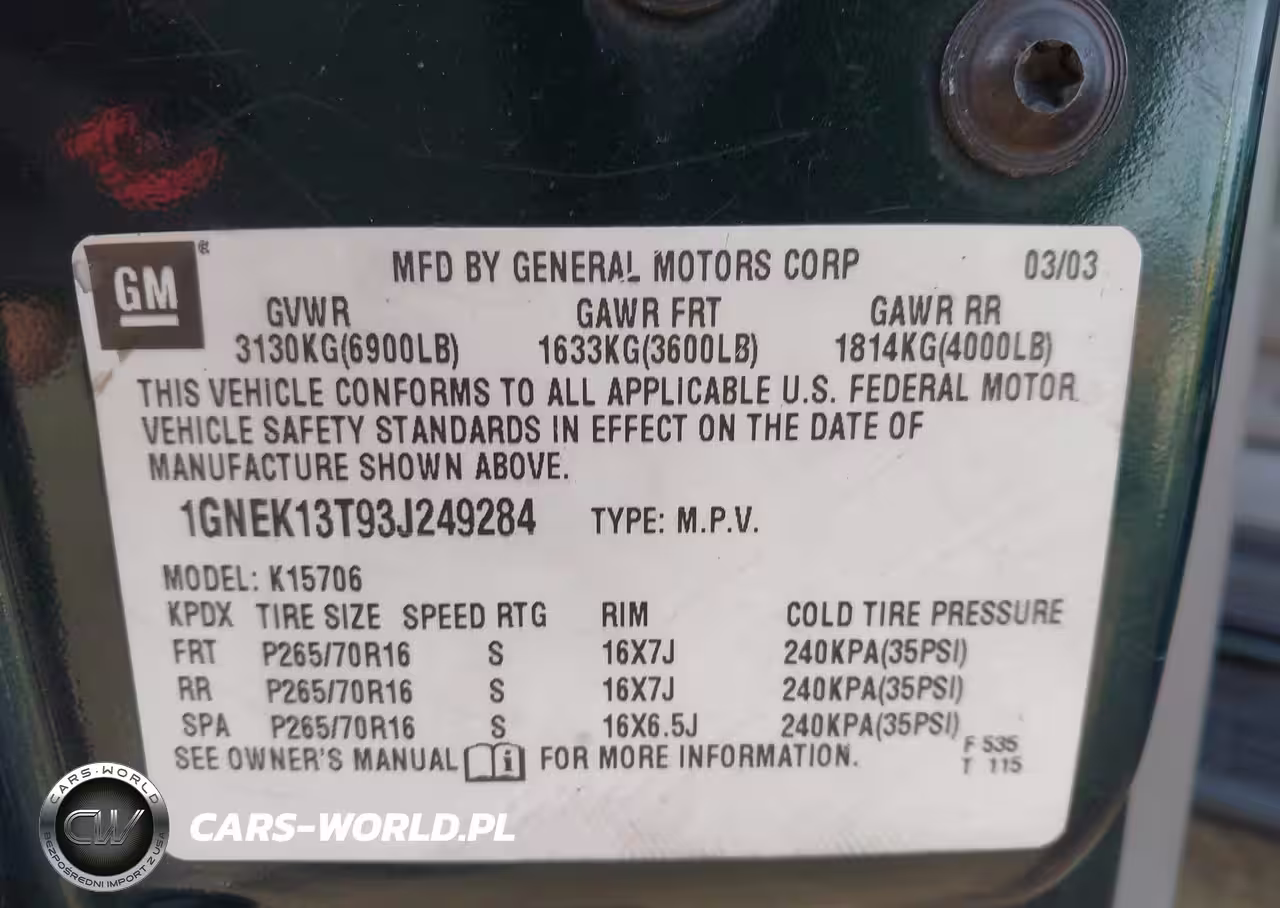 GM ®
MFD BY GENERAL MOTORS CORP 03/03
GVWR GAWR FRT GAWR RR
3130KG(6900LB) 1633KG(3600LB) 1814KG(4000LB)
THIS VEHICLE CONFORMS TO ALL APPLICABLE U.S. FEDERAL MOTOR
VEHICLE SAFETY STANDARDS IN EFFECT ON THE DATE OF
MANUFACTURE SHOWN ABOVE.
1GNEK13T93J249284 TYPE: M.P.V.
MODEL: K15706
KPDX TIRE SIZE SPEED RTG RIM COLD TIRE PRESSURE
FRT P265/70R16 S 16X7J 240KPA(35PSI)
RR P265/70R16 S 16X7J 240KPA(35PSI)
SPA P265/70R16 S 16X6.5J 240KPA(35PSI)
SEE OWNER'S MANUAL i FOR MORE INFORMATION.
F 535
T 115
CARS-WORLD
CW
BEZPOŚREDNI IMPORT Z USA
CARS-WORLD.PL